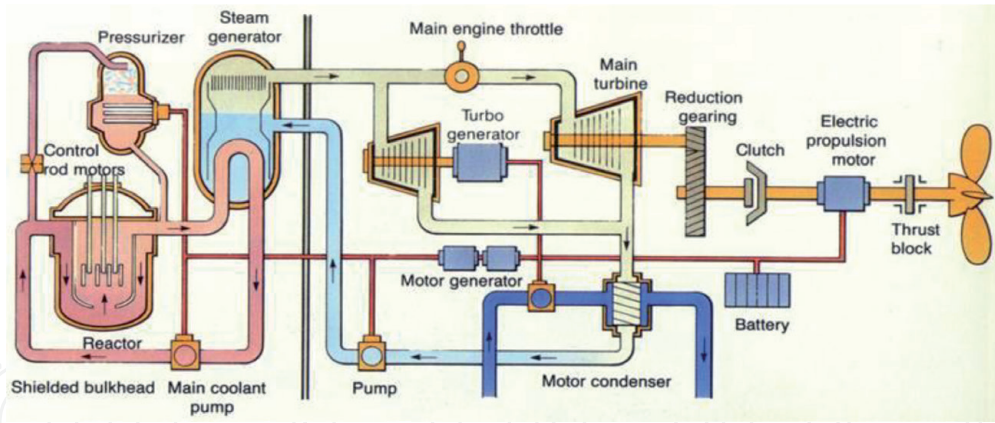 Steam
generator
Pressurizer
Main engine throttle
Main
turbine
Reduction
gearing
Turbo
generator
Electric
propulsion
motor
Clutch
Control
rod motors
Thrust
block
Motor generator
Battery
Reactor
Shielded bulkhead
Main coolant
pump
Pump
Motor condenser